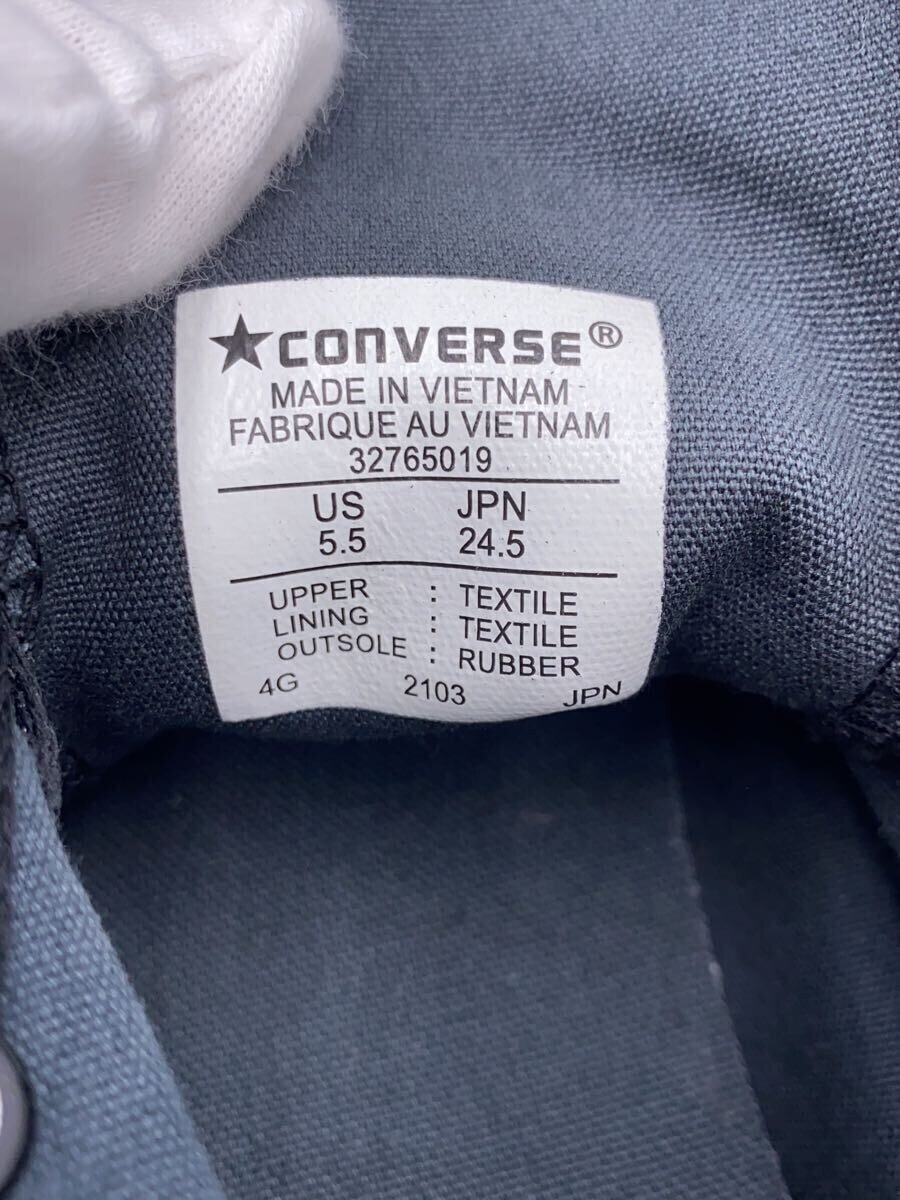 ★CONVERSE®
MADE IN VIETNAM
FABRIQUE AU VIETNAM
32765019
US JPN
5.5 24.5
UPPER : TEXTILE
LINING : TEXTILE
OUTSOLE : RUBBER
4G 2103 JPN